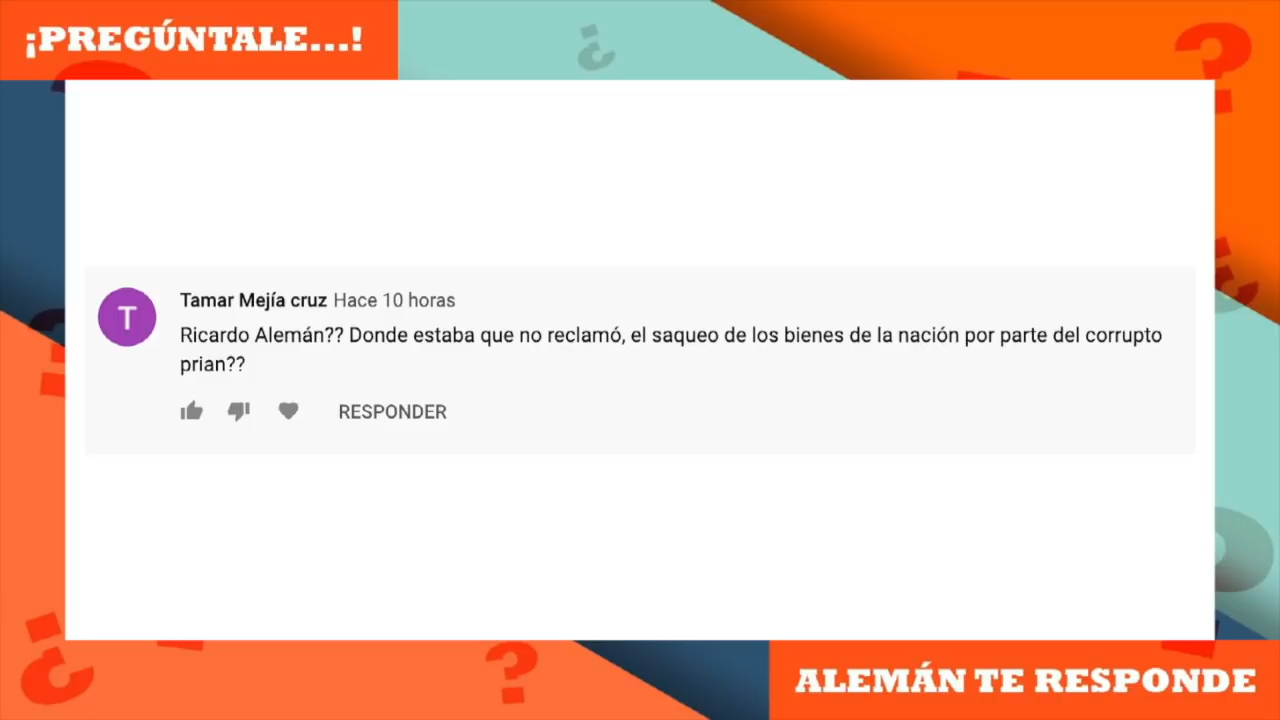 ¡PREGÚNTALE...!
Tamar Mejía cruz Hace 10 horas
T
Ricardo Alemán?? Donde estaba que no reclamó, el saqueo de los bienes de la nación por parte del corrupto
prian??
RESPONDER
ALEMÁN TE RESPONDE